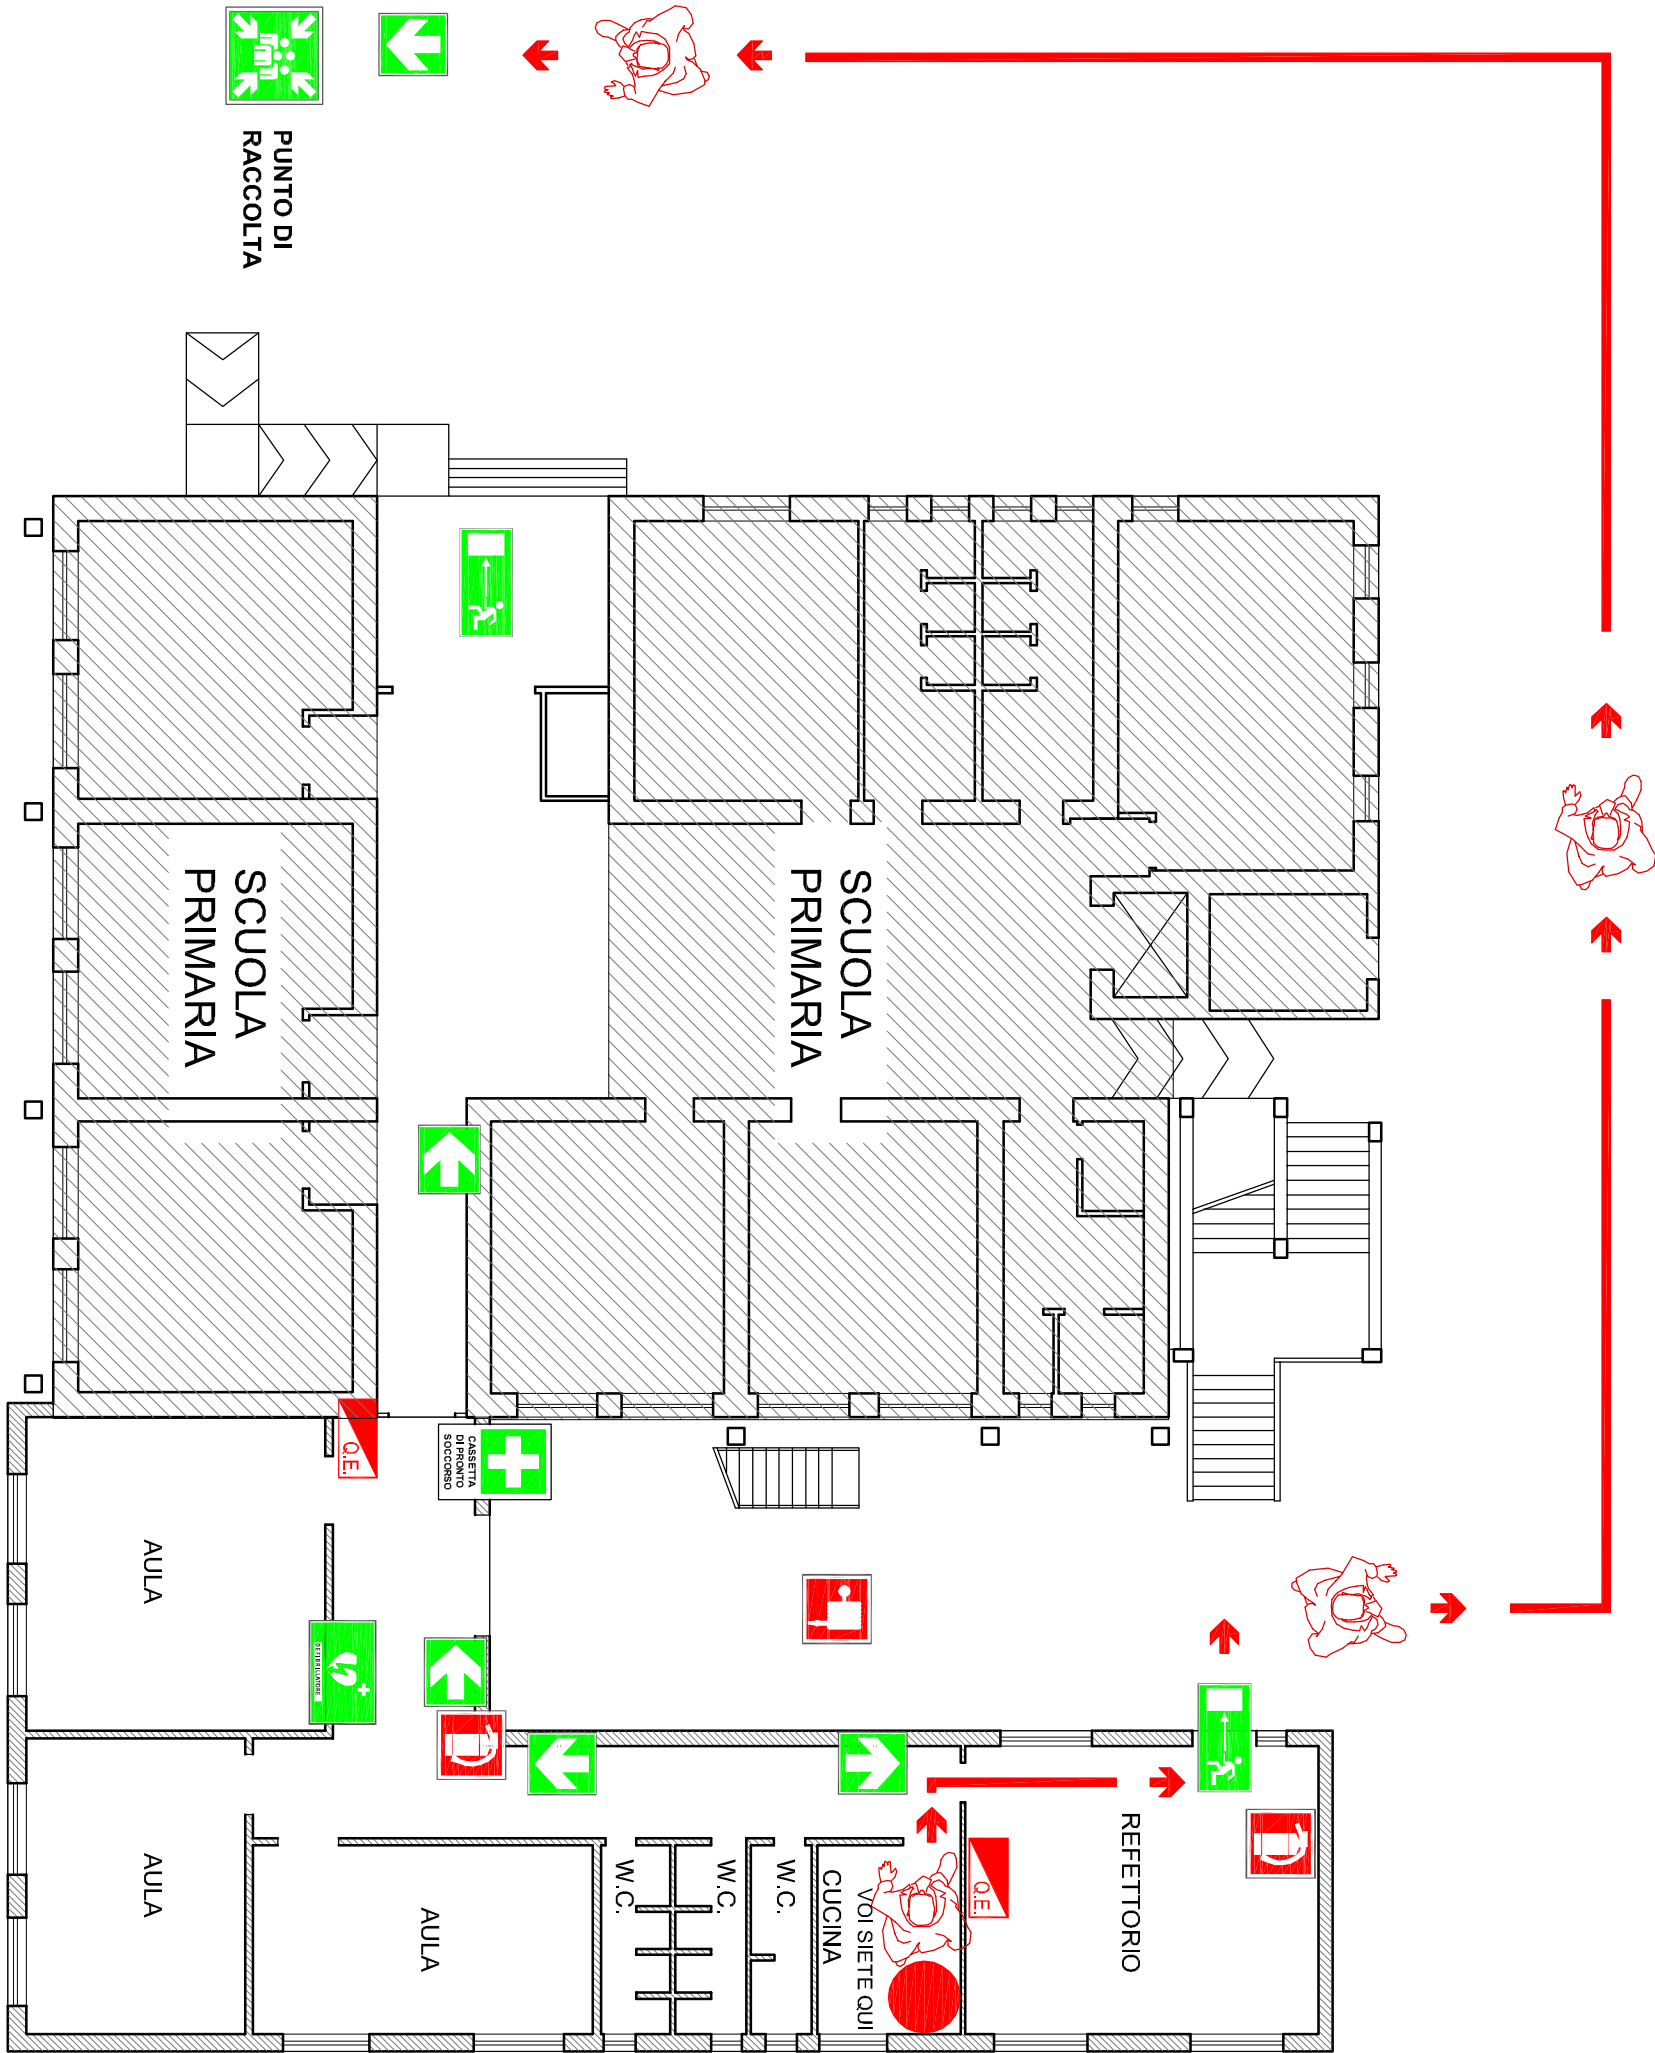 PUNTO DI
RACCOLTA
SCUOLA
PRIMARIA
SCUOLA
PRIMARIA
Q.E.
CASSETTA
DI PRONTO
SOCCORSO
AULA
DEFIBRILLATORE
AULA
AULA
W.C.
W.C.
W.C.
CUCINA
VOI SIETE QUI
Q.E.
REFETTORIO